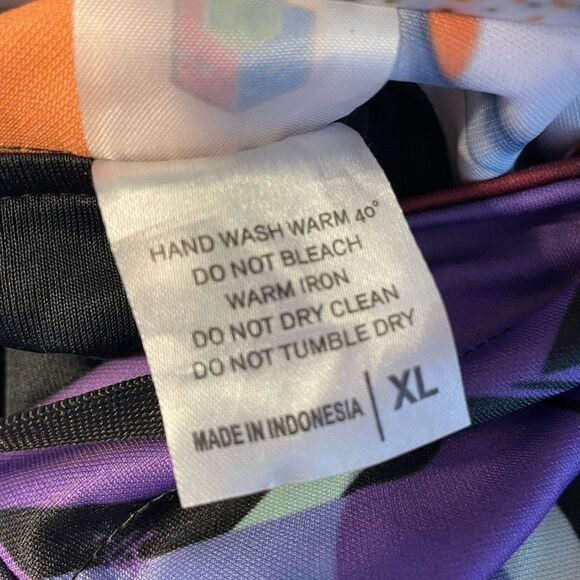 HAND WASH WARM 40°
DO NOT BLEACH
WARM IRON
DO NOT DRY CLEAN
DO NOT TUMBLE DRY
MADE IN INDONESIA | XL